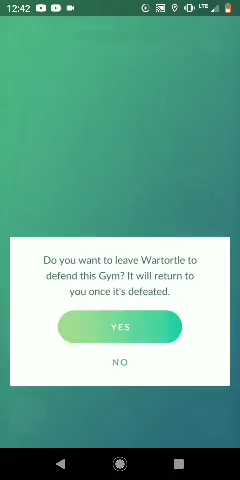 12:42
LTE
Do you want to leave Wartortle to
defend this Gym? It will return to
you once it's defeated.
YES
NO